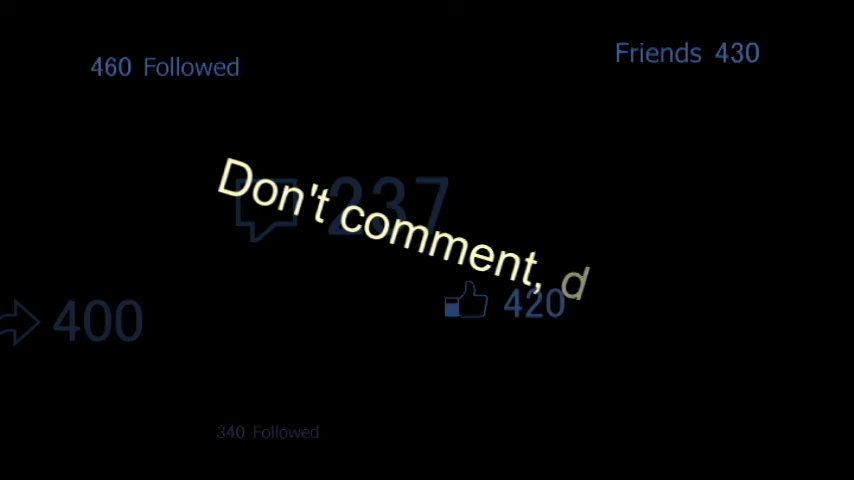 Friends 430
460 Followed
Don't comment, d
237
420
400
340 Followed